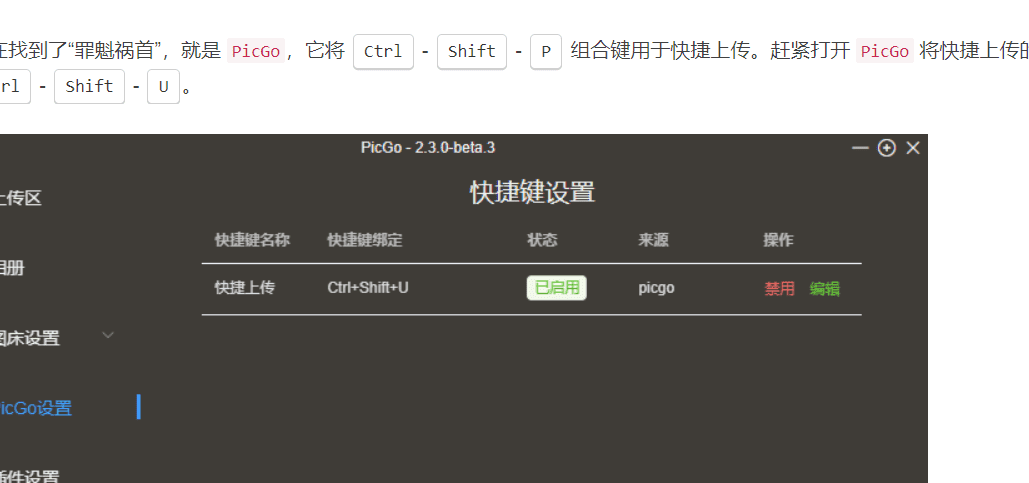 在找到了“罪魁祸首”，就是 PicGo，它将 Ctrl - Shift - P 组合键用于快捷上传。赶紧打开 PicGo 将快捷上传的
rl - Shift - U 。
PicGo - 2.3.0-beta.3
快捷键设置
上传区
快捷键名称 快捷键绑定 状态 来源 操作
相册
快捷上传 Ctrl+Shift+U 已启用 picgo 禁用 编辑
图床设置
PicGo设置
插件设置